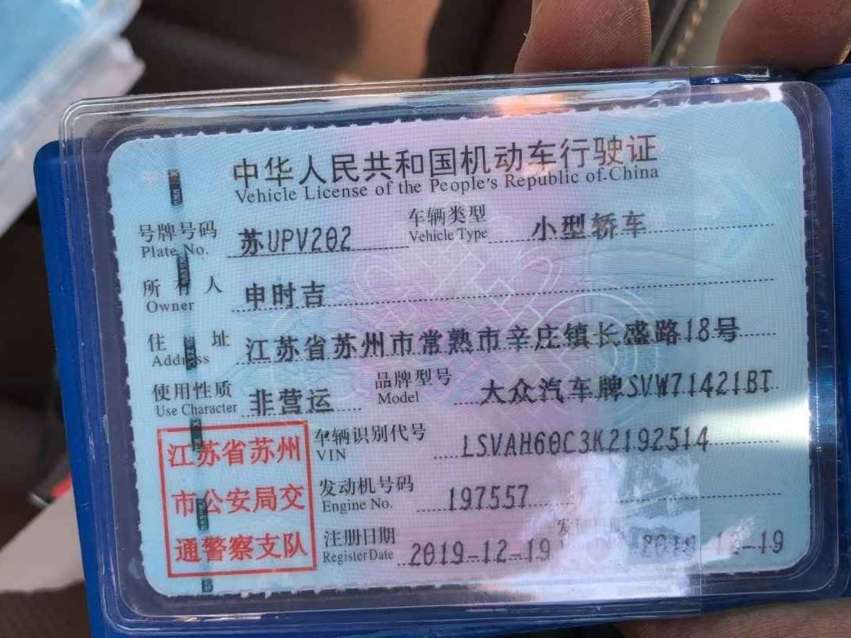 中华人民共和国机动车行驶证
Vehicle License of the People's Republic of China
号牌号码 Plate No. 苏UPV202 车辆类型 Vehicle Type 小型轿车
所有人 Owner 申时吉
住址 Address 江苏省苏州市常熟市辛庄镇长盛路18号
使用性质 Use Character 非营运 品牌型号 Model 大众汽车牌SVW71421BT
江苏省苏州市公安局交通警察支队
车辆识别代号 VIN LSVAH60C3K2192514
发动机号码 Engine No. 197557
注册日期 Register Date 2019-12-19 2019-12-19